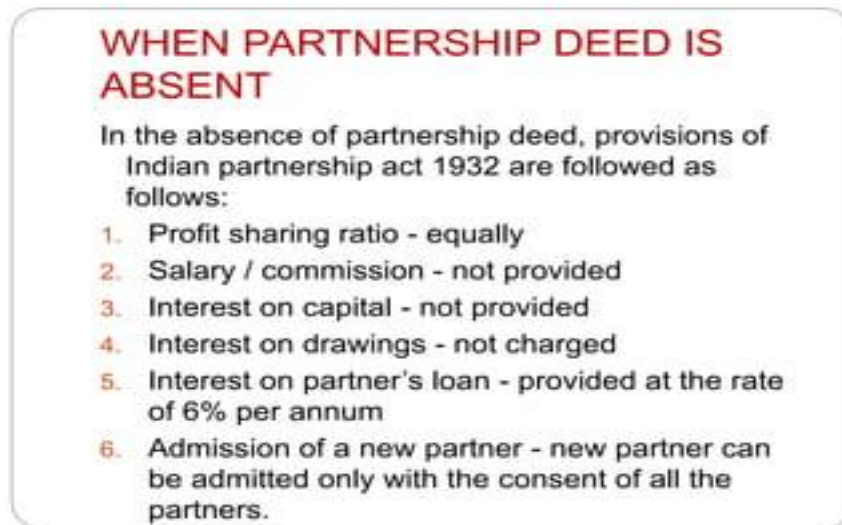 WHEN PARTNERSHIP DEED IS
ABSENT
In the absence of partnership deed, provisions of
Indian partnership act 1932 are followed as
follows:
1. Profit sharing ratio - equally
2. Salary / commission - not provided
3. Interest on capital - not provided
4. Interest on drawings - not charged
5. Interest on partner's loan - provided at the rate
of 6% per annum
6. Admission of a new partner - new partner can
be admitted only with the consent of all the
partners.